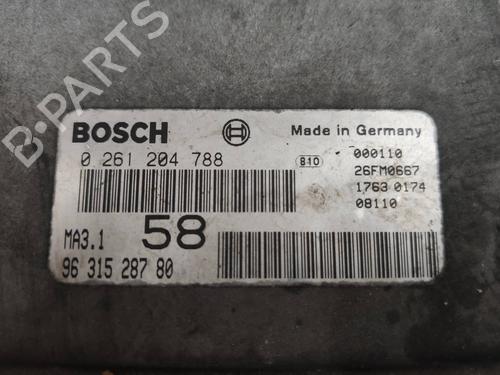 BOSCH
Made in Germany
0 261 204 788
B10
000110
26FM0667
1763 0174
08110
MA3.1
58
96 315 287 80
B-PARTS